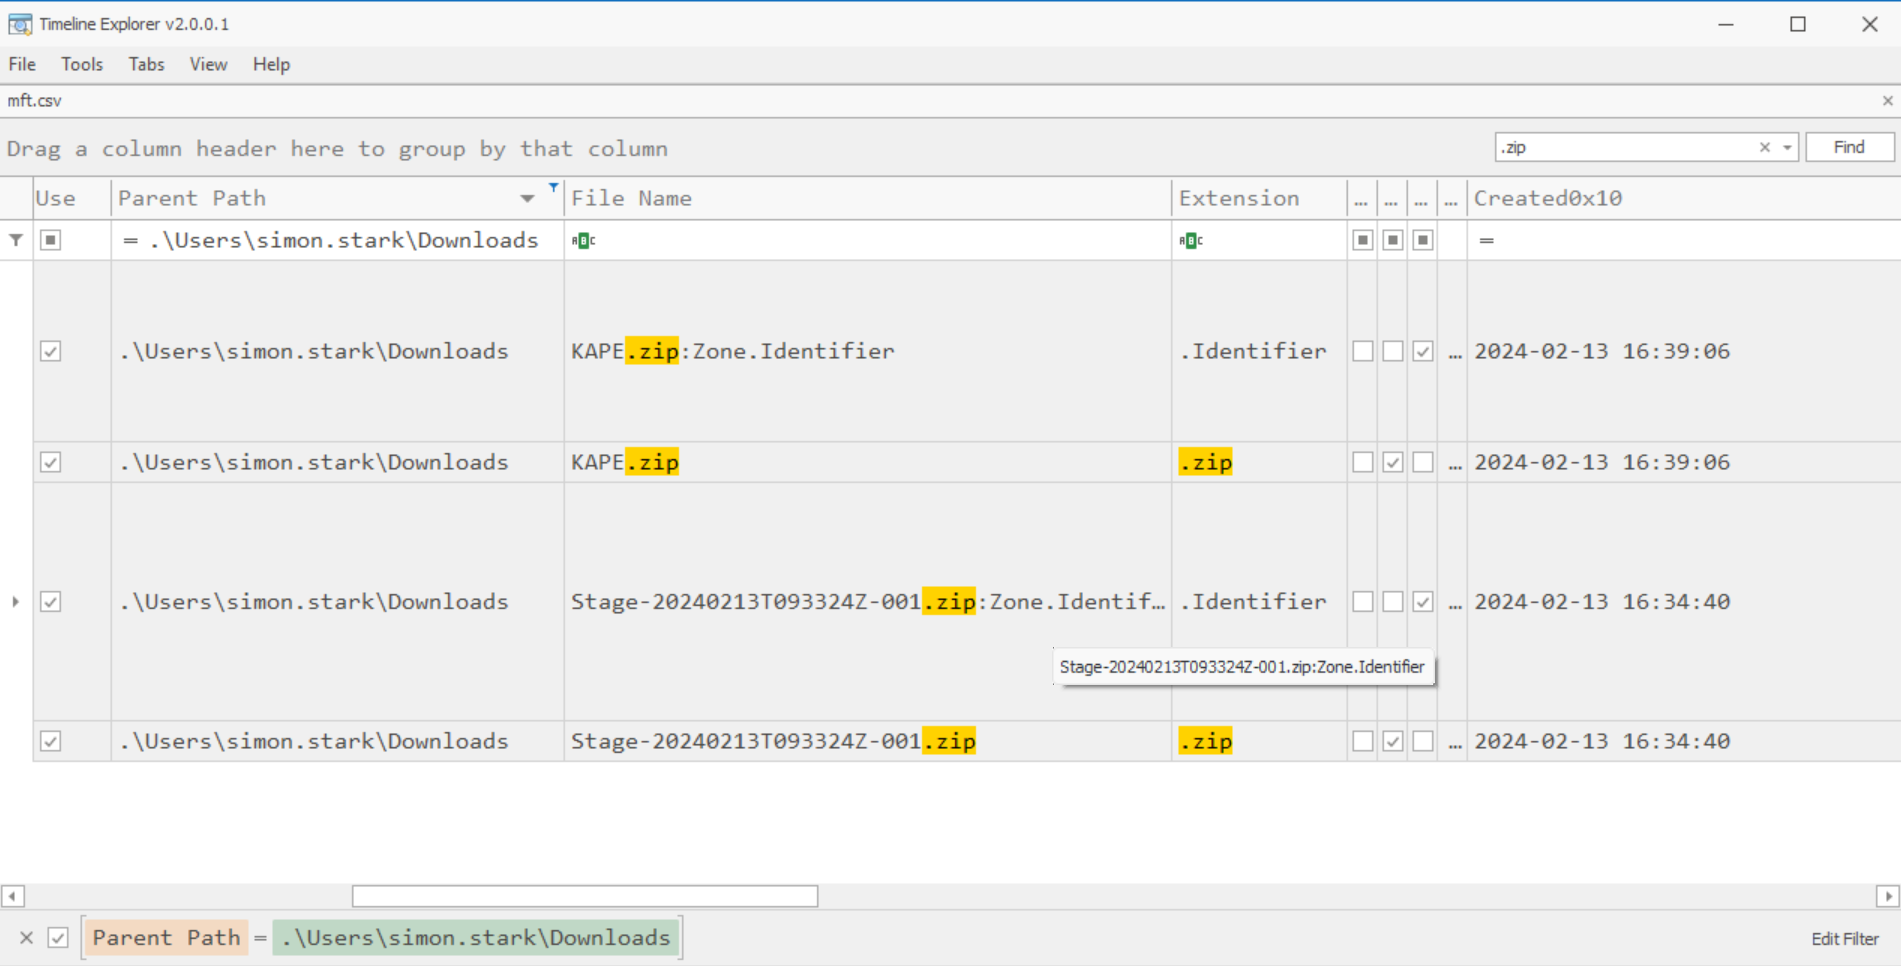 Timeline Explorer v2.0.0.1
File Tools Tabs View Help
mft.csv
Drag a column header here to group by that column
.zip Find
Use Parent Path File Name Extension ... ... ... ... Created0x10
= .\Users\simon.stark\Downloads ABC ABC =
.\Users\simon.stark\Downloads KAPE.zip:Zone.Identifier .Identifier ... 2024-02-13 16:39:06
.\Users\simon.stark\Downloads KAPE.zip .zip ... 2024-02-13 16:39:06
.\Users\simon.stark\Downloads Stage-20240213T093324Z-001.zip:Zone.Identif... .Identifier ... 2024-02-13 16:34:40
Stage-20240213T093324Z-001.zip:Zone.Identifier
.\Users\simon.stark\Downloads Stage-20240213T093324Z-001.zip .zip ... 2024-02-13 16:34:40
Parent Path = .\Users\simon.stark\Downloads Edit Filter